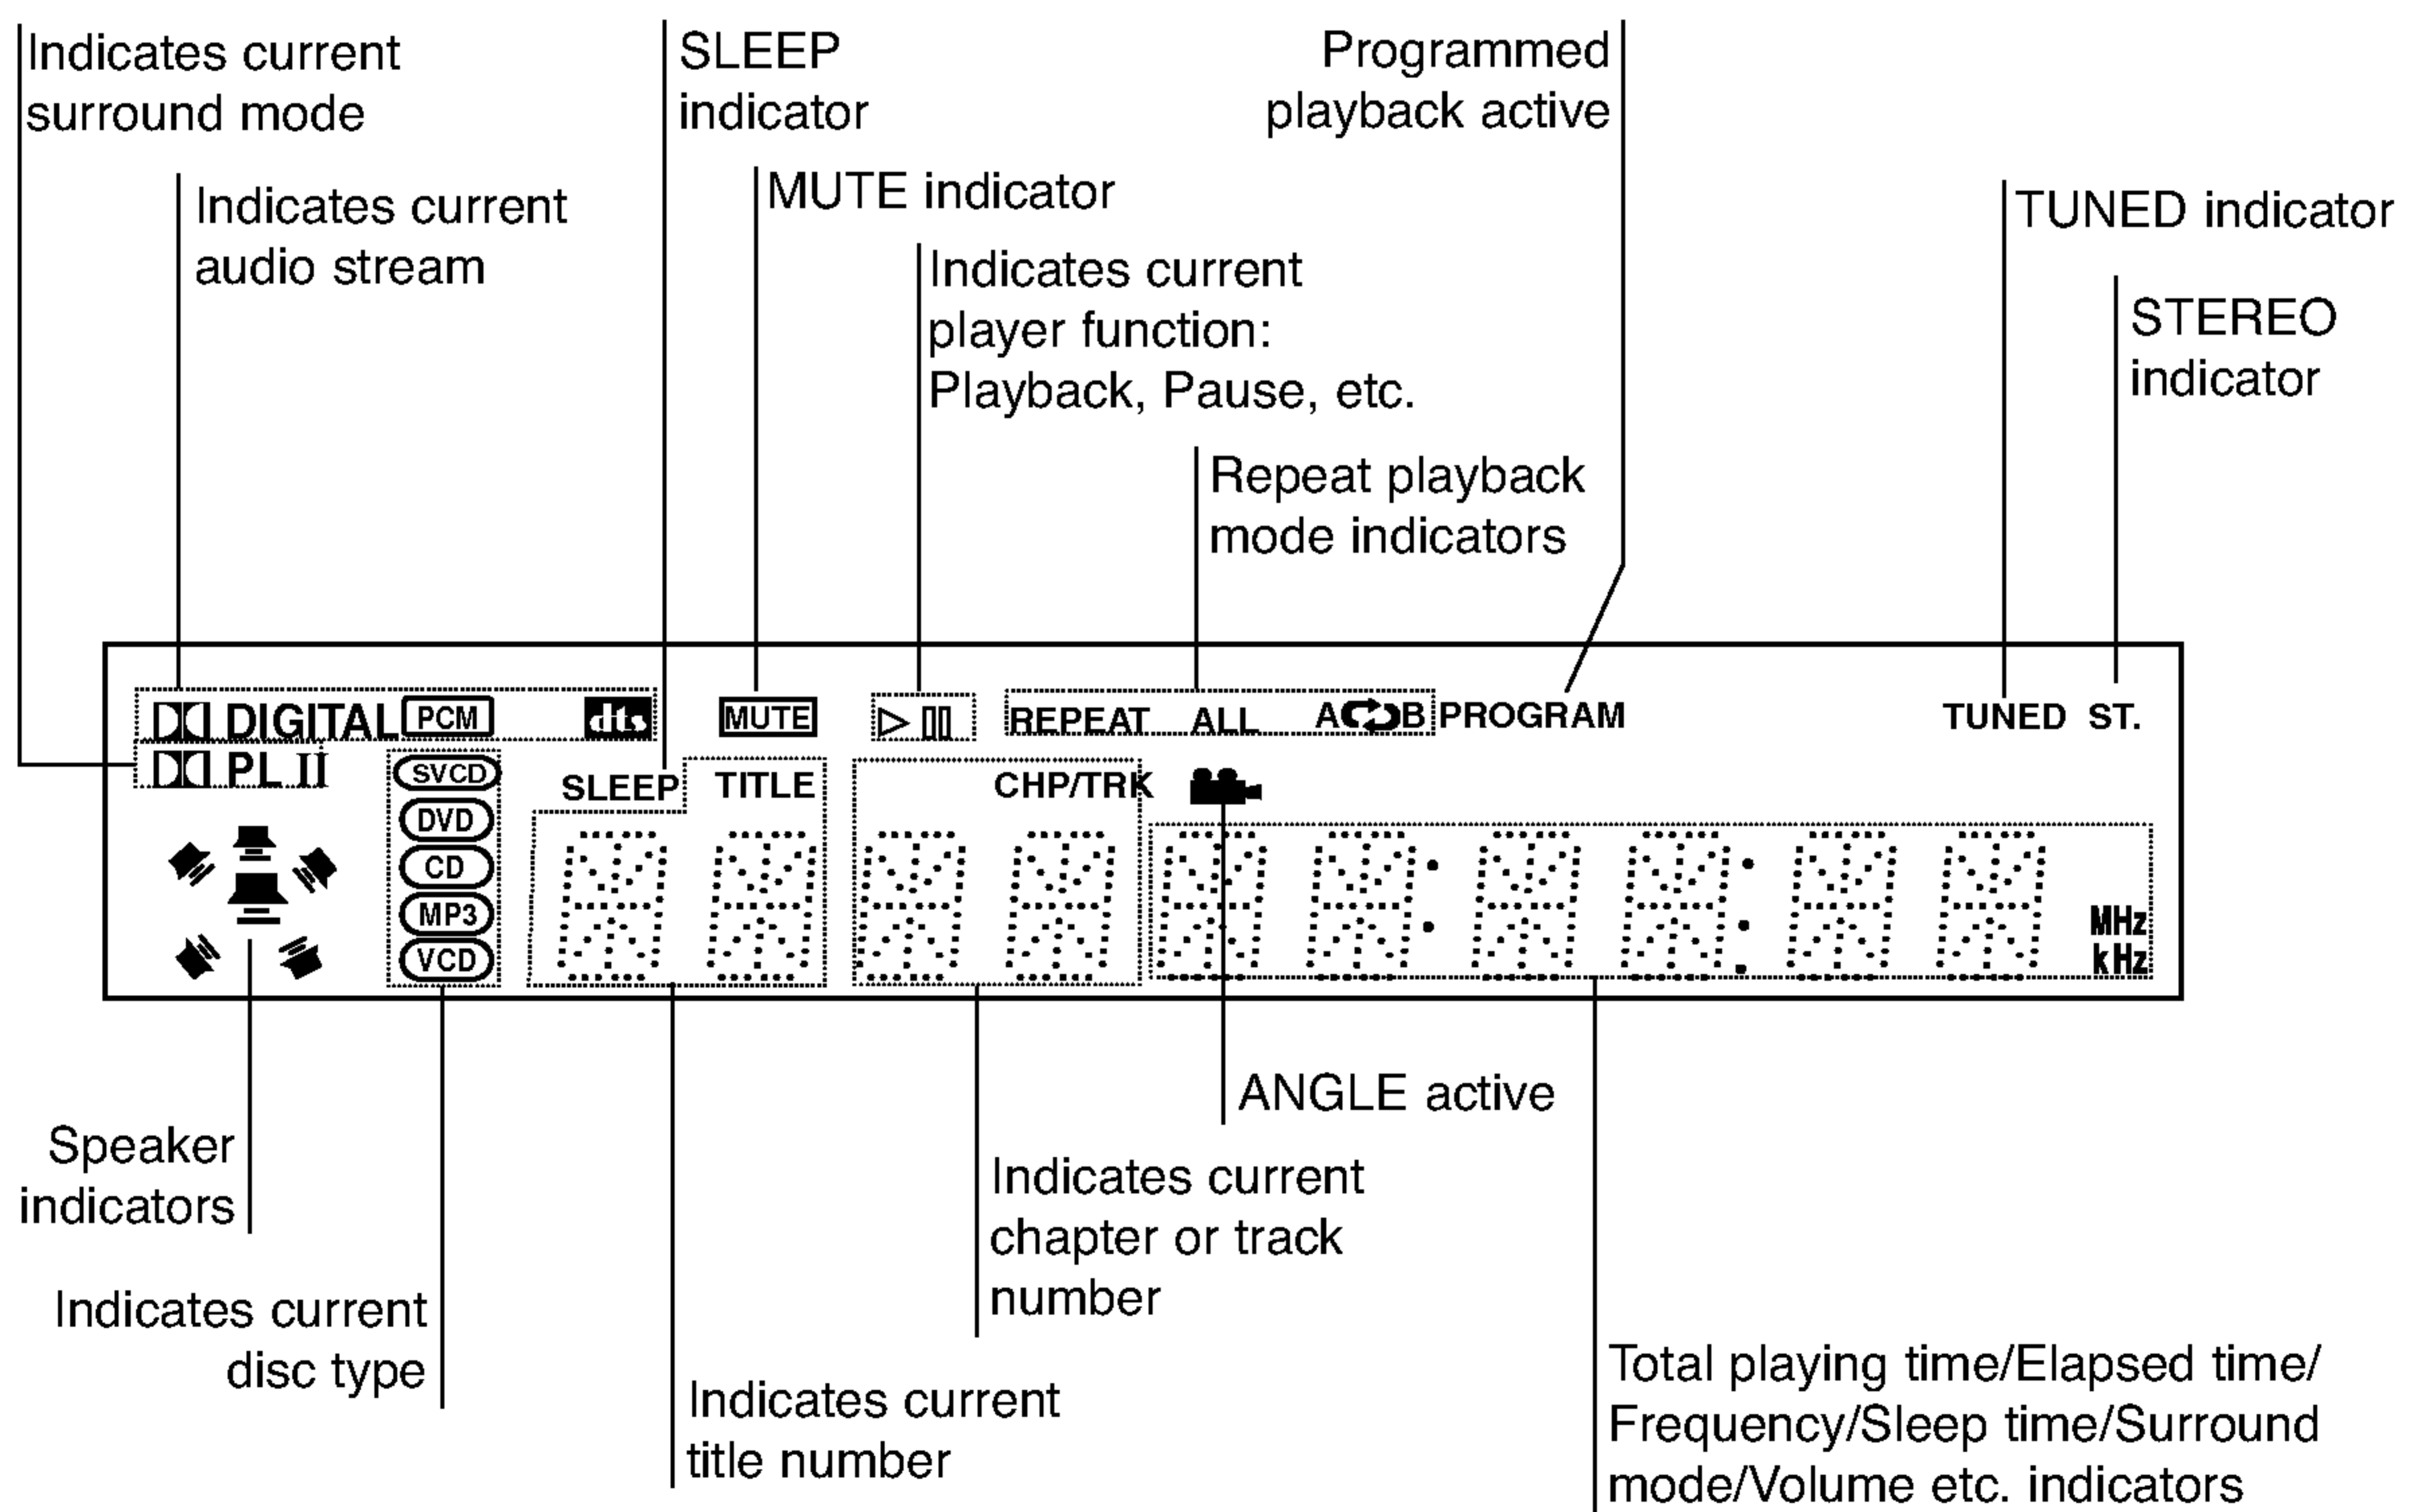 Indicates current
surround mode
SLEEP
indicator
Programmed
playback active
Indicates current
audio stream
MUTE indicator
TUNED indicator
Indicates current
player function:
Playback, Pause, etc.
STEREO
indicator
Repeat playback
mode indicators
DIGITAL PCM dts MUTE REPEAT ALL A B PROGRAM TUNED ST.
PL II
SVCD
SLEEP TITLE CHP/TRK
DVD
CD
MP3
VCD
MHz
kHz
ANGLE active
Speaker
indicators
Indicates current
chapter or track
number
Indicates current
disc type
Indicates current
title number
Total playing time/Elapsed time/
Frequency/Sleep time/Surround
mode/Volume etc. indicators